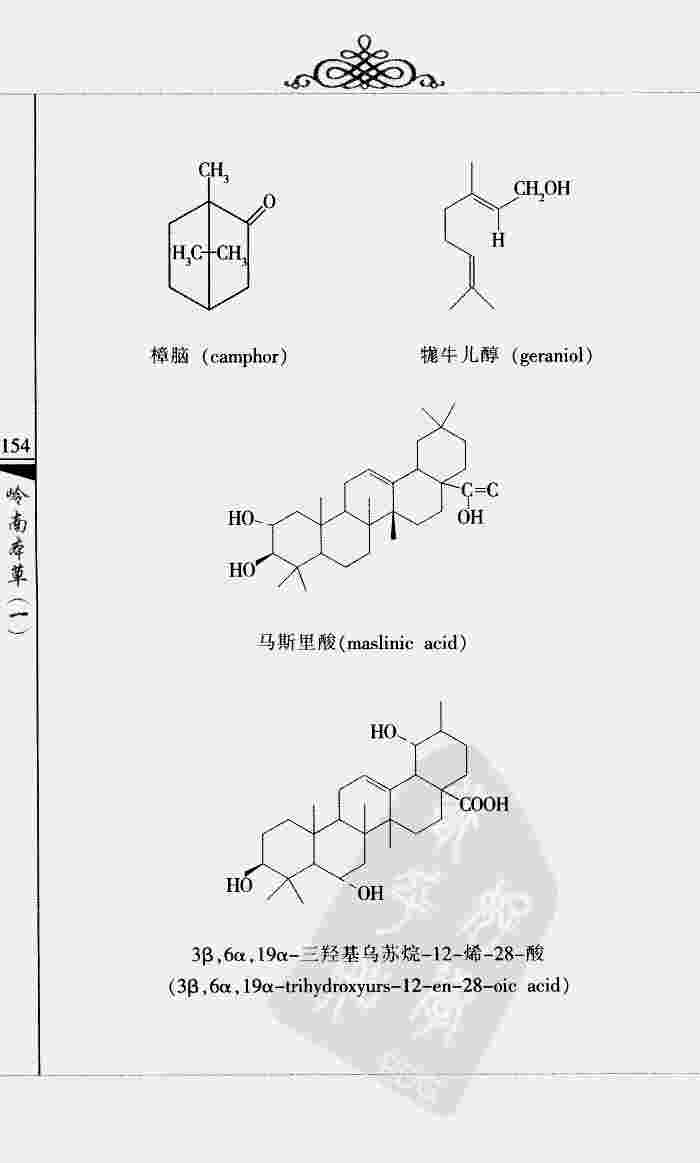 CH3
O
H3C
CH3
CH2OH
H
樟脑 (camphor)
牻牛儿醇 (geraniol)
154
岭南本草(一)
HO
HO
C=C
OH
马斯里酸(maslinic acid)
HO
COOH
HO
OH
3β,6α,19α-三羟基乌苏烷-12-烯-28-酸
(3β,6α,19α-trihydroxyurs-12-en-28-oic acid)